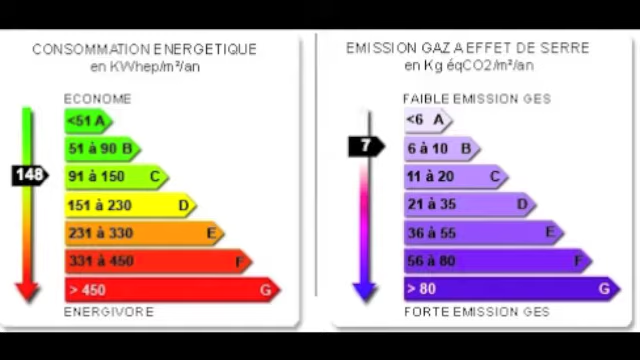 CONSOMMATION ENERGETIQUE
en KWhep/m²/an
ECONOME
<51 A
51 à 90 B
91 à 150 C
148
151 à 230 D
231 à 330 E
331 à 450 F
> 450 G
ENERGIVORE
EMISSION GAZ A EFFET DE SERRE
en Kg éqCO2/m²/an
FAIBLE EMISSION GES
<6 A
7
6 à 10 B
11 à 20 C
21 à 35 D
36 à 55 E
56 à 80 F
> 80 G
FORTE EMISSION GES